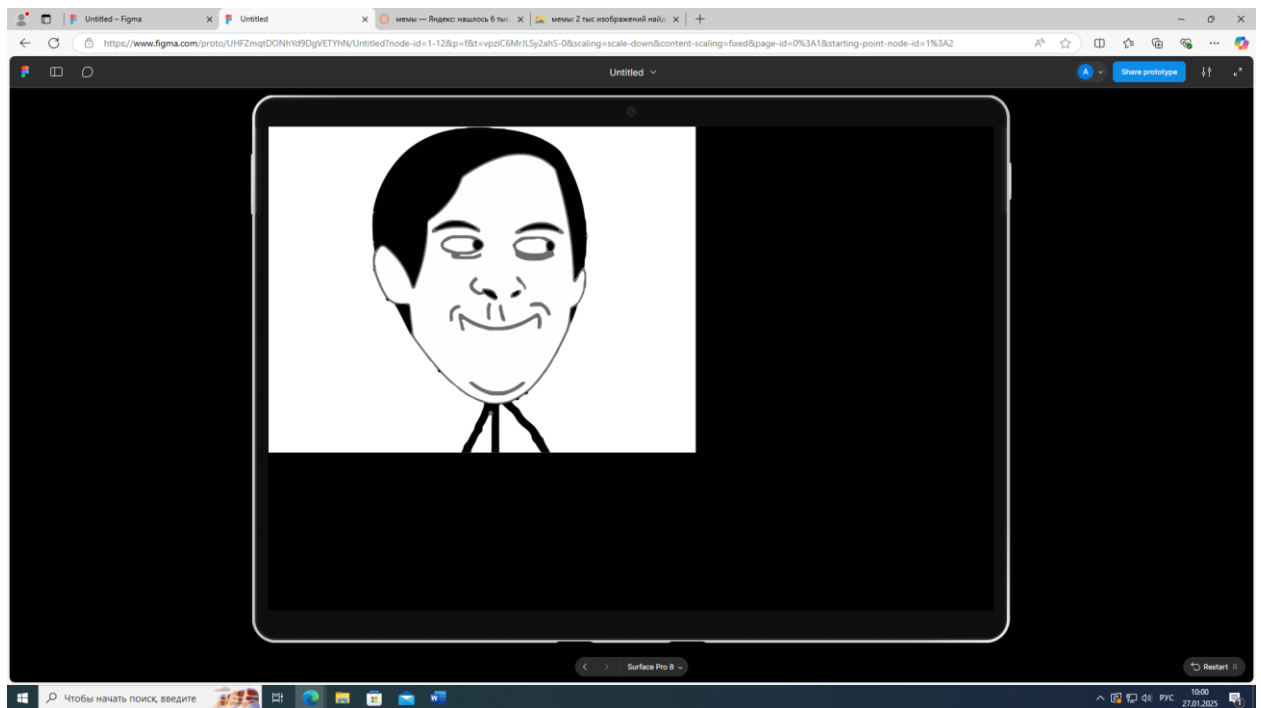 Untitled – Figma
Untitled
мемы — Яндекс: нашлось 6 тыс.
мемы: 2 тыс изображений найд
https://www.figma.com/proto/UHFZmqtDONhYd9DgVETYhN/Untitled?node-id=1-12&p=f&t=vpziC6MrJLSy2ahS-0&scaling=scale-down&content-scaling=fixed&page-id=0%3A1&starting-point-node-id=1%3A2
Untitled
A
Share prototype
Surface Pro 8
Restart R
Чтобы начать поиск, введите
W
РУС
10:00
27.01.2025
1